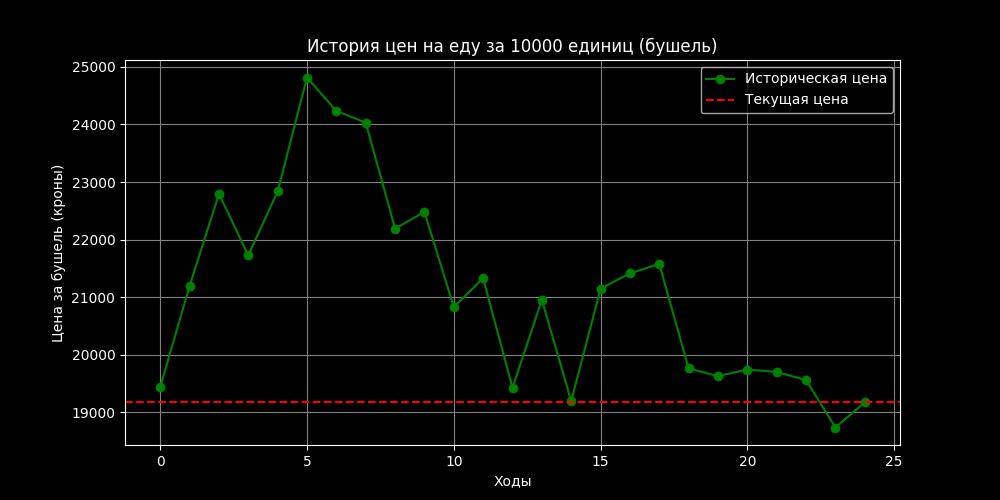 История цен на еду за 10000 единиц (бушель)
Историческая цена
Текущая цена
Цена за бушель (кроны)
25000
24000
23000
22000
21000
20000
19000
0 5 10 15 20 25
Ходы